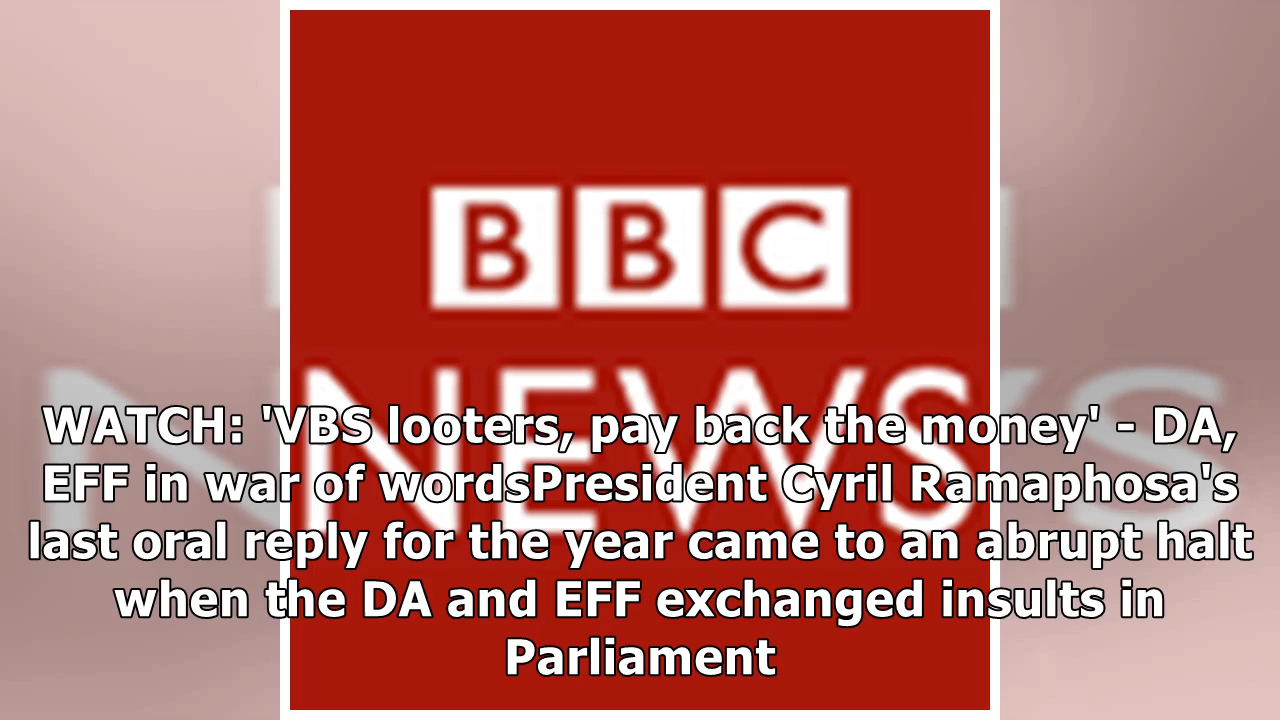 BBC
NEWS
WATCH: 'VBS looters, pay back the money' - DA,
EFF in war of wordsPresident Cyril Ramaphosa's
last oral reply for the year came to an abrupt halt
when the DA and EFF exchanged insults in
Parliament